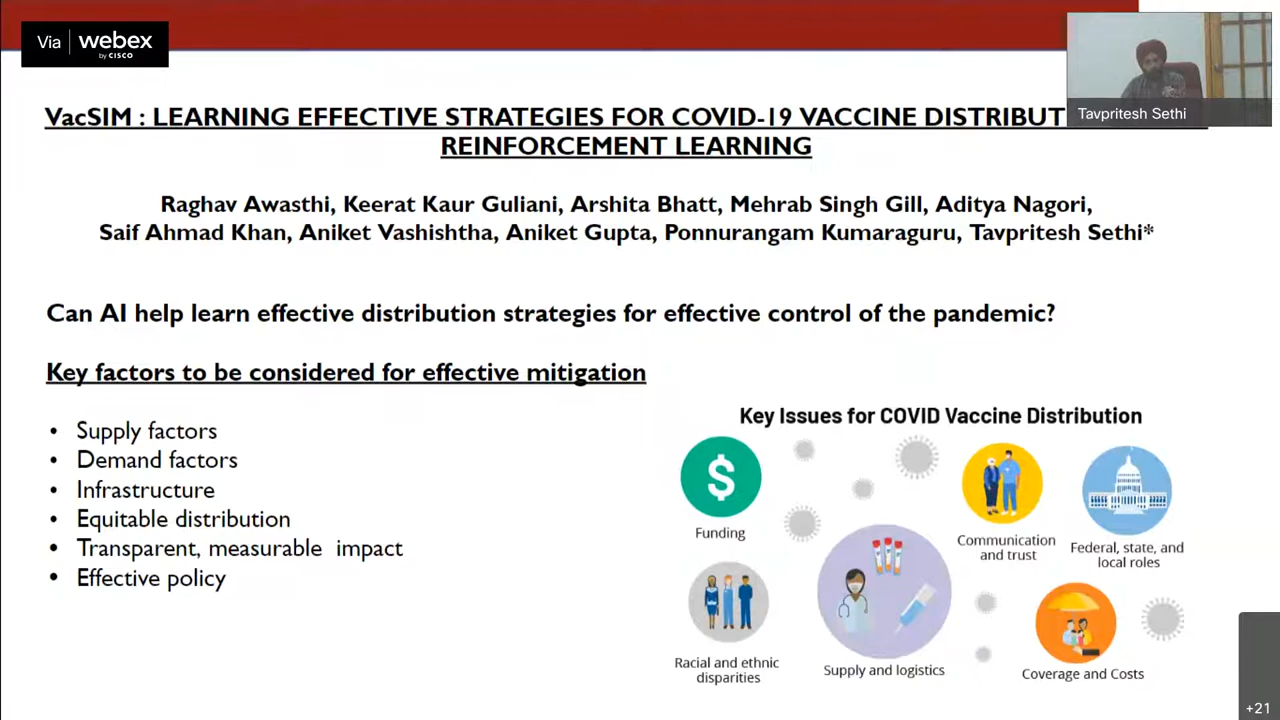 Via webex
by CISCO
Tavpritesh Sethi
VacSIM : LEARNING EFFECTIVE STRATEGIES FOR COVID-19 VACCINE DISTRIBUT
REINFORCEMENT LEARNING
Raghav Awasthi, Keerat Kaur Guliani, Arshita Bhatt, Mehrab Singh Gill, Aditya Nagori,
Saif Ahmad Khan, Aniket Vashishtha, Aniket Gupta, Ponnurangam Kumaraguru, Tavpritesh Sethi*
Can AI help learn effective distribution strategies for effective control of the pandemic?
Key factors to be considered for effective mitigation
• Supply factors
• Demand factors
• Infrastructure
• Equitable distribution
• Transparent, measurable impact
• Effective policy
Key Issues for COVID Vaccine Distribution
$
Funding
Communication
and trust
Federal, state, and
local roles
Racial and ethnic
disparities
Supply and logistics
Coverage and Costs
+21